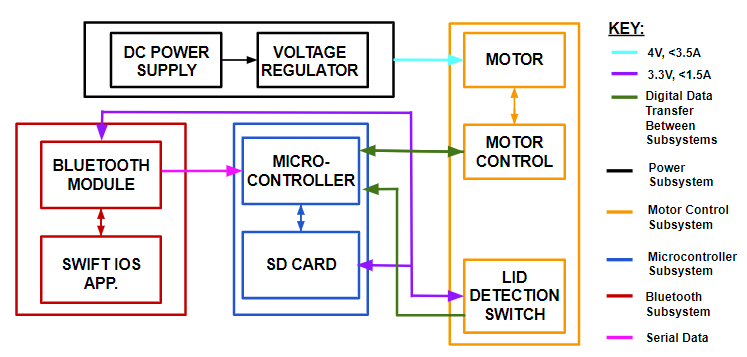 DC POWER
SUPPLY
VOLTAGE
REGULATOR
MOTOR
MOTOR
CONTROL
BLUETOOTH
MODULE
MICRO-
CONTROLLER
SWIFT IOS
APP.
SD CARD
LID
DETECTION
SWITCH
KEY:
4V, <3.5A
3.3V, <1.5A
Digital Data
Transfer
Between
Subsystems
Power
Subsystem
Motor Control
Subsystem
Microcontroller
Subsystem
Bluetooth
Subsystem
Serial Data